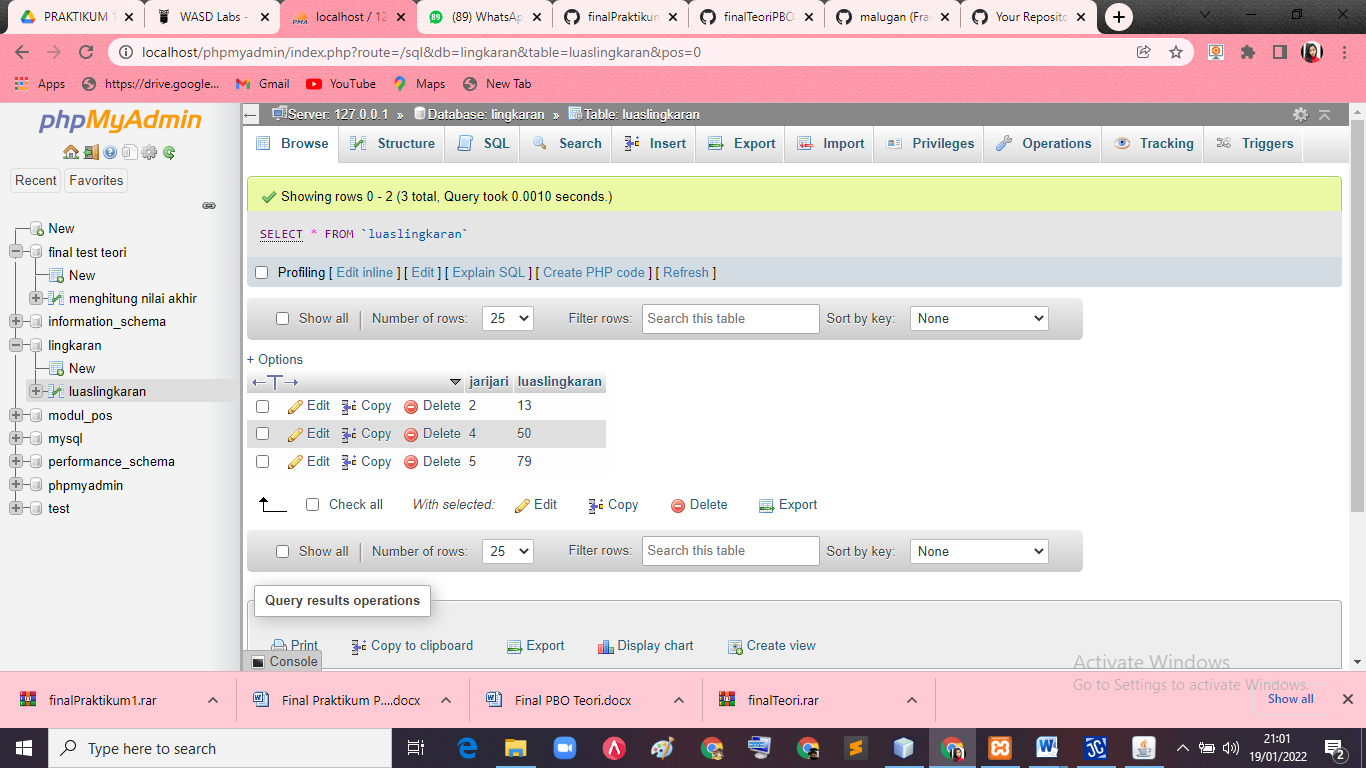 PRAKTIKUM T
WASD Labs -
localhost / 12
(89) WhatsAp
finalPraktikun
finalTeoriPBO
malugan (Fra
Your Reposito
localhost/phpmyadmin/index.php?route=/sql&db=lingkaran&table=luaslingkaran&pos=0
Apps
https://drive.google...
Gmail
YouTube
Maps
New Tab
phpMyAdmin
Recent
Favorites
New
final test teori
New
menghitung nilai akhir
information_schema
lingkaran
New
luaslingkaran
modul_pos
mysql
performance_schema
phpmyadmin
test
Server: 127.0.0.1 » Database: lingkaran » Table: luaslingkaran
Browse Structure SQL Search Insert Export Import Privileges Operations Tracking Triggers
Showing rows 0 - 2 (3 total, Query took 0.0010 seconds.)
SELECT * FROM `luaslingkaran`
Profiling [ Edit inline ] [ Edit ] [ Explain SQL ] [ Create PHP code ] [ Refresh ]
Show all Number of rows: 25 Filter rows: Search this table Sort by key: None
+ Options
←T→ jarijari luaslingkaran
Edit Copy Delete 2 13
Edit Copy Delete 4 50
Edit Copy Delete 5 79
Check all With selected: Edit Copy Delete Export
Show all Number of rows: 25 Filter rows: Search this table Sort by key: None
Query results operations
Print Copy to clipboard Export Display chart Create view
Console
Activate Windows
Go to Settings to activate Windows.
finalPraktikum1.rar
Final Praktikum P....docx
Final PBO Teori.docx
finalTeori.rar
Show all
Type here to search
21:01
19/01/2022
2